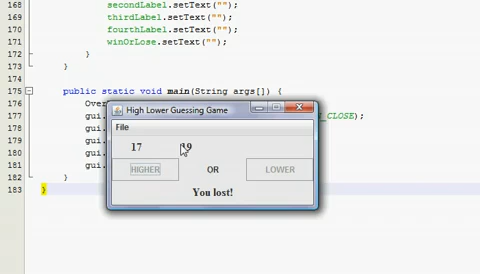 168 secondLabel.setText("");
169 thirdLabel.setText("");
170 fourthLabel.setText("");
171 winOrLose.setText("");
172 }
173 }
174
175 public static void main(String args[]) {
176 Over
177 gui. _CLOSE);
178 gui.
179 gui.
180 gui.
181 gui.
182 }
183 }
High Lower Guessing Game
File
17 19
HIGHER OR LOWER
You lost!